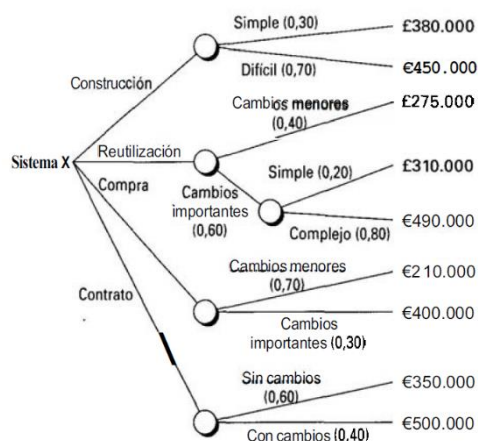 Simple (0,30)
£380.000
Difícil (0,70)
€450.000
Construcción
Cambios
os menores
(0,40)
£275.000
Sistema X
Reutilización
Simple (0,20)
£310.000
Compra
Cambios
importantes
(0,60)
Complejo (0,80)
€490.000
Cambios menores
(0,70)
€210.000
Contrato
€400.000
Cambios
importantes (0,30)
Sin cambios
(0,60)
€350.000
€500.000
Con cambios (0,40)